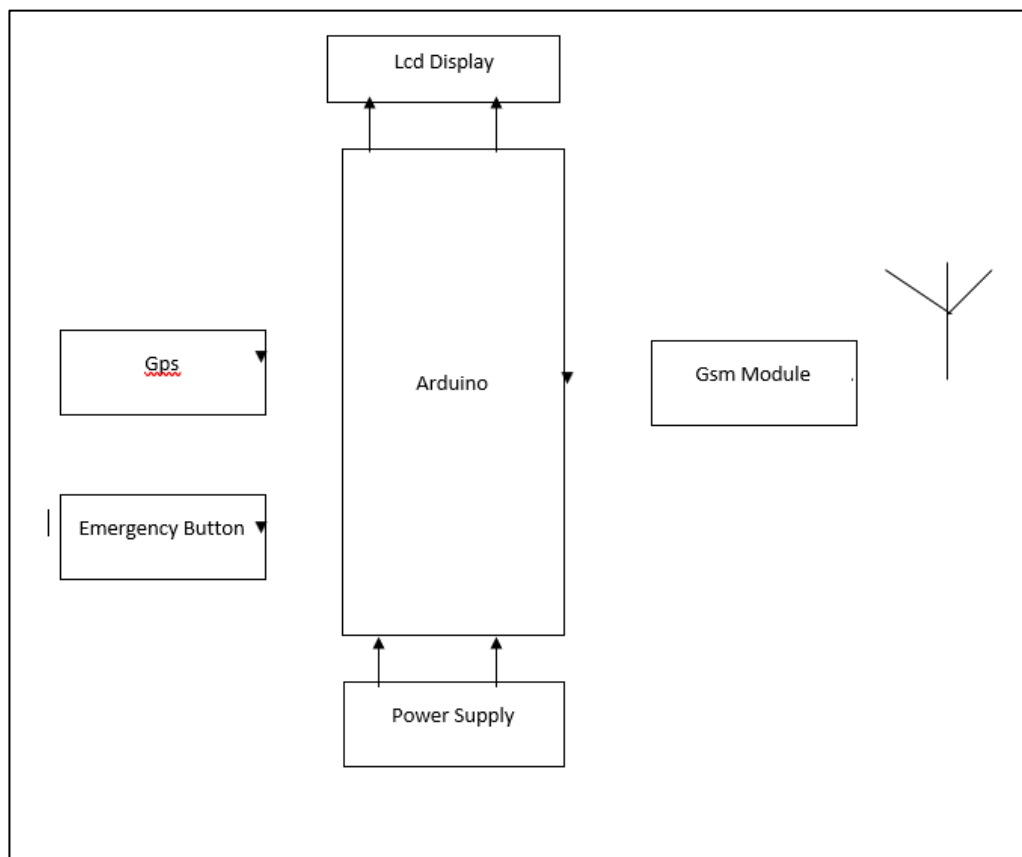 Lcd Display
Gps
Arduino
Gsm Module
Emergency Button
Power Supply